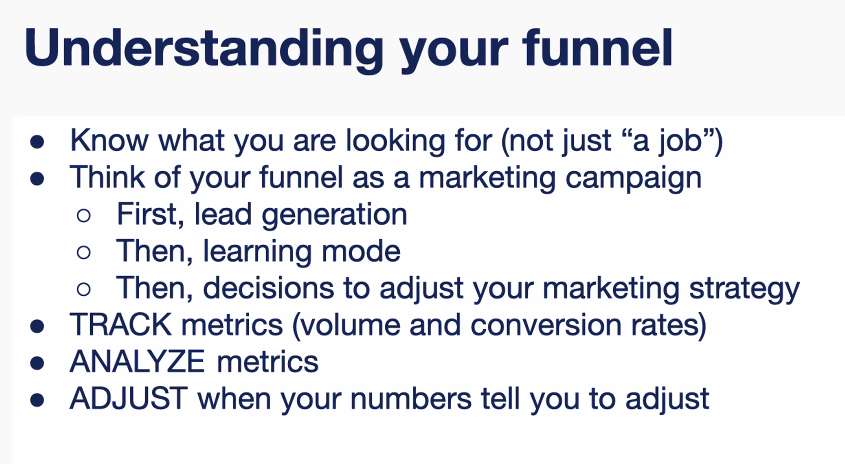 Understanding your funnel
● Know what you are looking for (not just “a job”)
● Think of your funnel as a marketing campaign
○ First, lead generation
○ Then, learning mode
○ Then, decisions to adjust your marketing strategy
● TRACK metrics (volume and conversion rates)
● ANALYZE metrics
● ADJUST when your numbers tell you to adjust